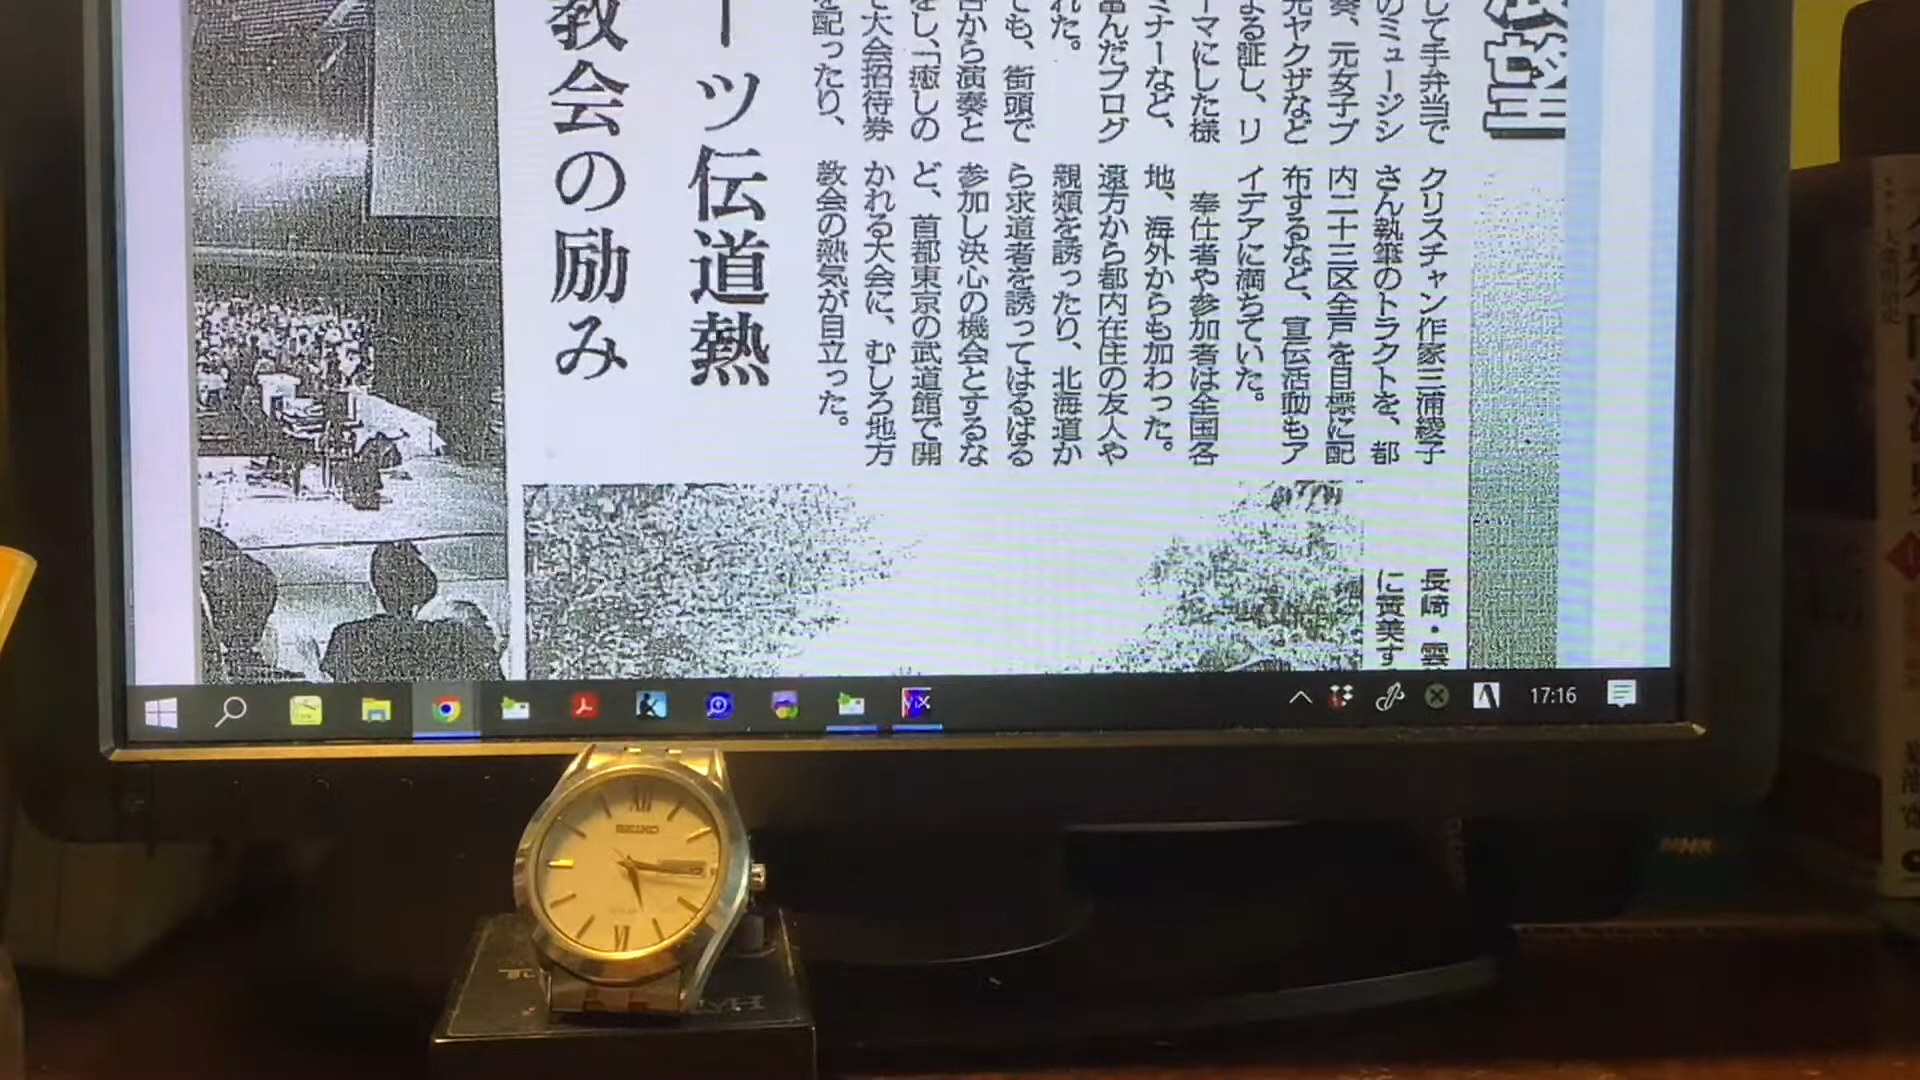 して手弁当で
のミュージシ
奏、元女子プ
元ヤクザなど
よる証し、リ
ーマにした様
ミナーなど、
富んだプログ
れた。
ても、街頭で
台から演奏と
をし、「癒しの
て大会招待券
を配ったり、
クリスチャン作家三浦綾子
さん執筆のトラクトを、都
内二十三区全戸を目標に配
布するなど、宣伝活動もア
イデアに満ちていた。
奉仕者や参加者は全国各
地、海外からも加わった。
遠方から都内在住の友人や
親類を誘ったり、北海道か
ら求道者を誘ってはるばる
参加し決心の機会とするな
ど、首都東京の武道館で開
かれる大会に、むしろ地方
教会の熱気が目立った。
ーツ伝道熱
教会の励み
長崎・雲
に賛美す
17:16
SEIKO
XII
VI
NHK